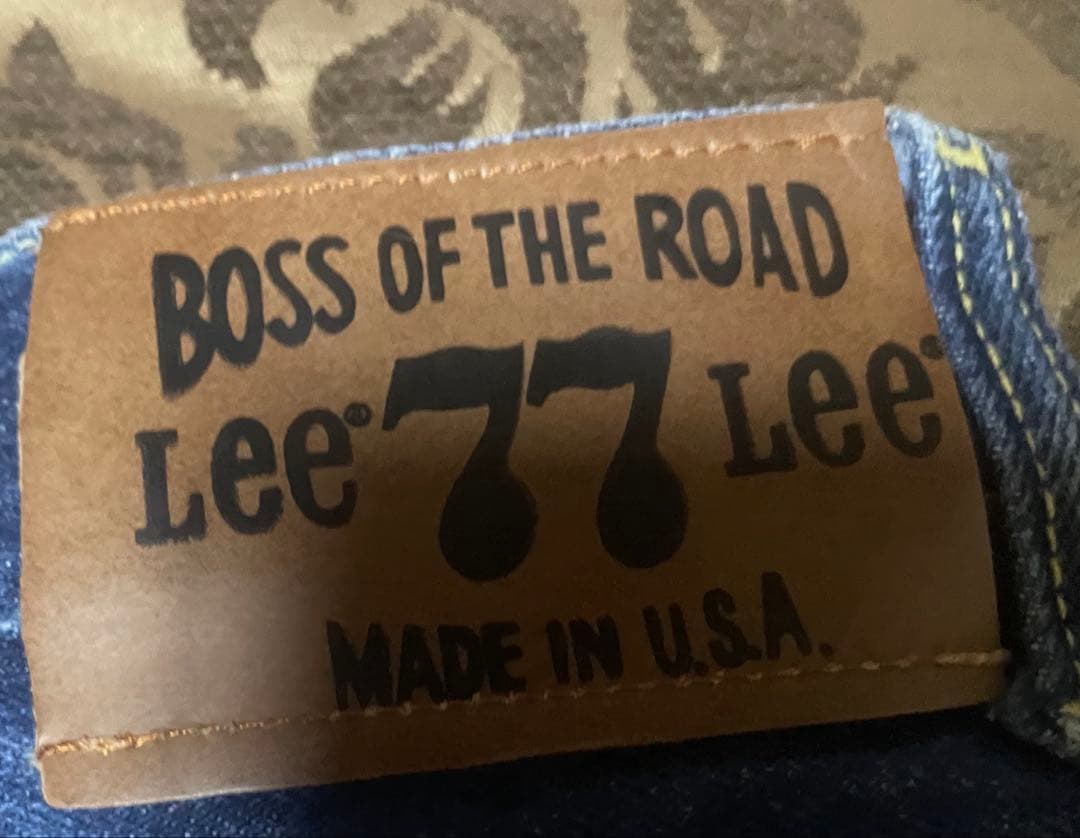 BOSS OF THE ROAD
Lee® 77 Lee®
MADE IN U.S.A.